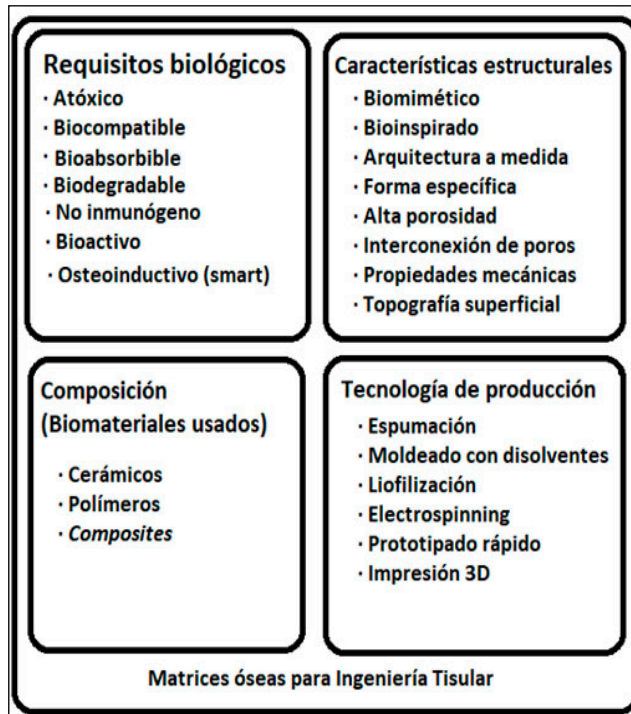 Requisitos biológicos
· Atóxico
· Biocompatible
· Bioabsorbible
· Biodegradable
· No inmunógeno
· Bioactivo
· Osteoinductivo (smart)
Características estructurales
· Biomimético
· Bioinspirado
· Arquitectura a medida
· Forma específica
· Alta porosidad
· Interconexión de poros
· Propiedades mecánicas
· Topografía superficial
Composición
(Biomateriales usados)
· Cerámicos
· Polímeros
· Composites
Tecnología de producción
· Espumación
· Moldeado con disolventes
· Liofilización
· Electrospinning
· Prototipado rápido
· Impresión 3D
Matrices óseas para Ingeniería Tisular